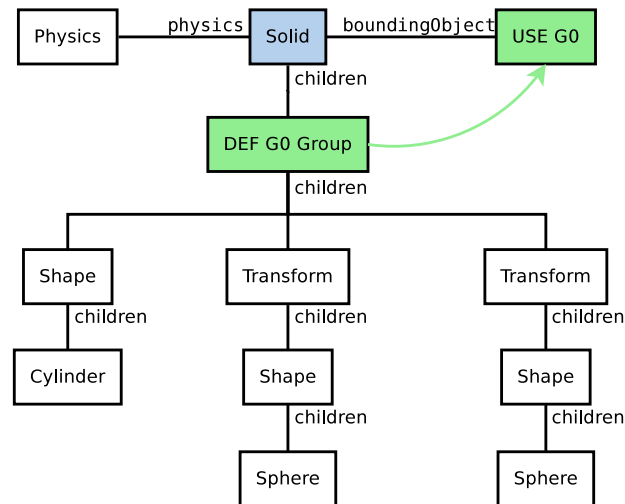 Physics
physics
Solid
boundingObject
USE G0
children
DEF G0 Group
children
Shape
Transform
Transform
children
children
children
Cylinder
Shape
Shape
children
children
Sphere
Sphere